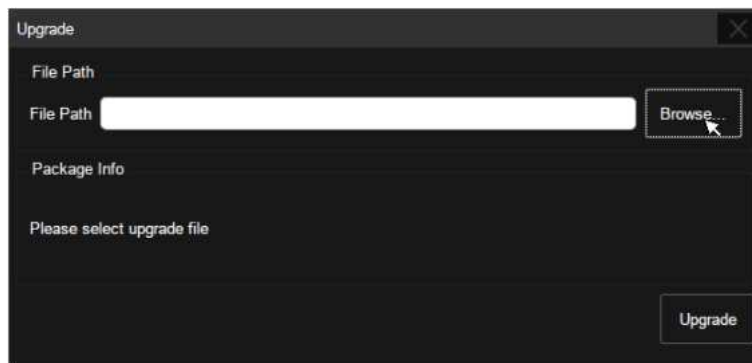 Upgrade
File Path
File Path Browse...
Package Info
Please select upgrade file
Upgrade